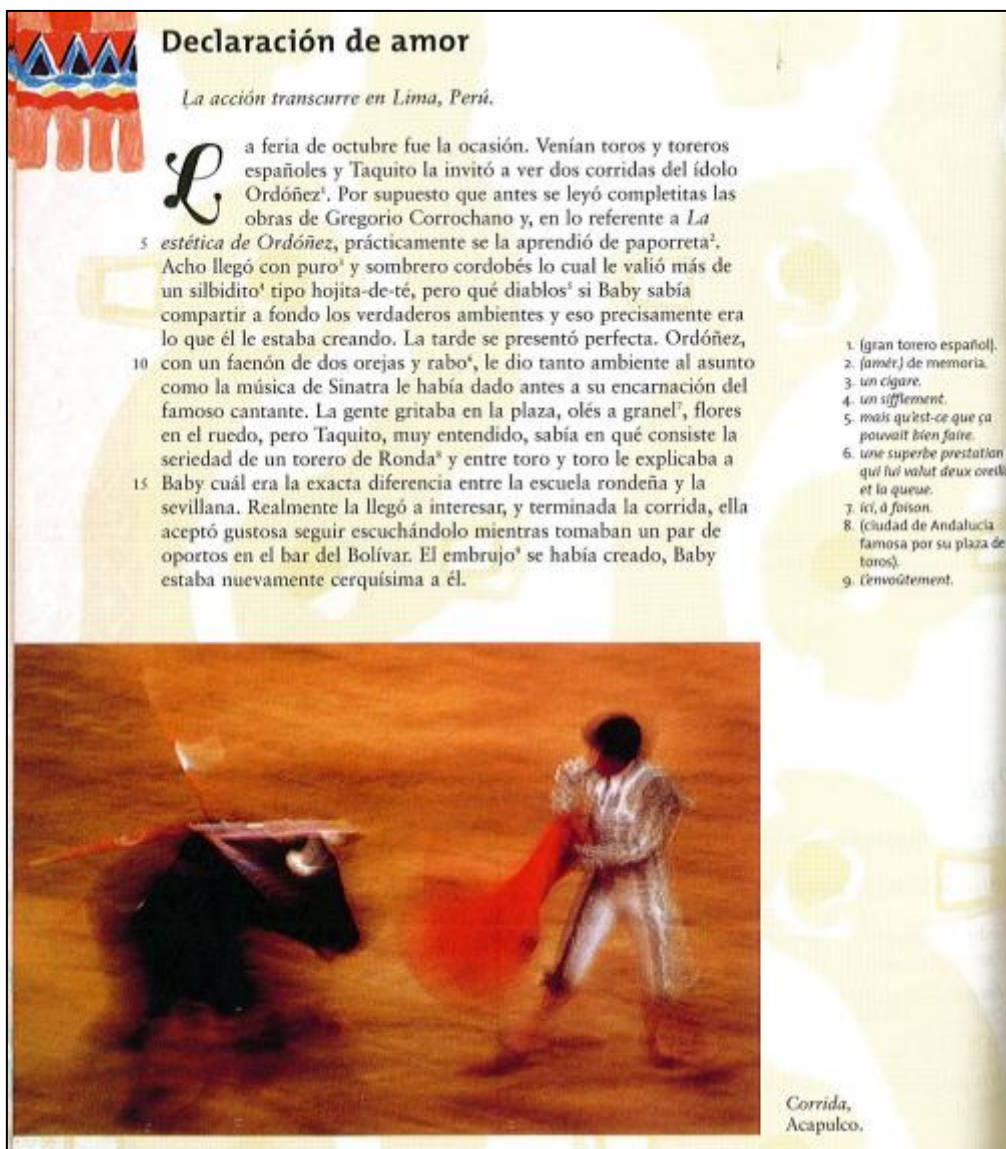 Declaración de amor
La acción transcurre en Lima, Perú.
La feria de octubre fue la ocasión. Venían toros y toreros
españoles y Taquito la invitó a ver dos corridas del ídolo
Ordóñez¹. Por supuesto que antes se leyó completitas las
obras de Gregorio Corrochano y, en lo referente a La
5 estética de Ordóñez, prácticamente se la aprendió de paporreta².
Acho llegó con puro³ y sombrero cordobés lo cual le valió más de
un silbidito⁴ tipo hojita-de-té, pero qué diablos⁵ si Baby sabía
compartir a fondo los verdaderos ambientes y eso precisamente era
lo que él le estaba creando. La tarde se presentó perfecta. Ordóñez,
10 con un faenón de dos orejas y rabo⁶, le dio tanto ambiente al asunto
como la música de Sinatra le había dado antes a su encarnación del
famoso cantante. La gente gritaba en la plaza, olés a granel⁷, flores
en el ruedo, pero Taquito, muy entendido, sabía en qué consiste la
seriedad de un torero de Ronda⁸ y entre toro y toro le explicaba a
15 Baby cuál era la exacta diferencia entre la escuela rondeña y la
sevillana. Realmente la llegó a interesar, y terminada la corrida, ella
aceptó gustosa seguir escuchándolo mientras tomaban un par de
oportos en el bar del Bolívar. El embrujo⁹ se había creado, Baby
estaba nuevamente cerquísima a él.
1. (gran torero español).
2. (amér.) de memoria.
3. un cigare.
4. un sifflement.
5. mais qu'est-ce que ça
pouvait bien faire.
6. une superbe prestation
qui lui valut deux oreill
et la queue.
7. ici, à foison.
8. (ciudad de Andalucía
famosa por su plaza de
toros).
9. L'envoûtement.
Corrida,
Acapulco.